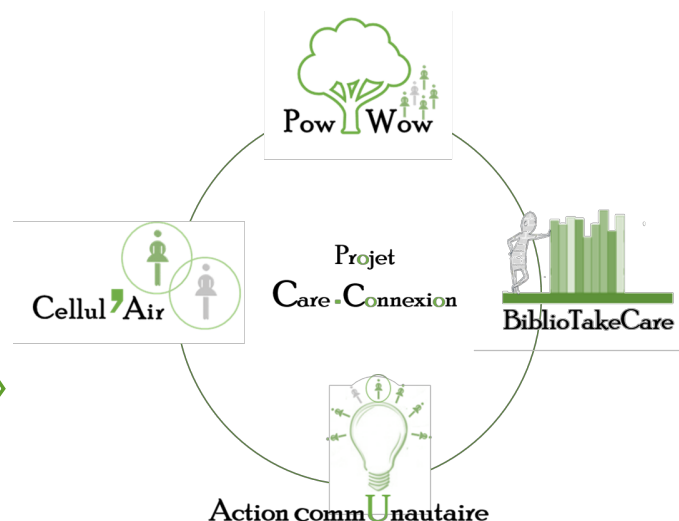 Pow Wow
Projet
Care-Connexion
Cellul'Air
BiblioTakeCare
Action commUnautaire